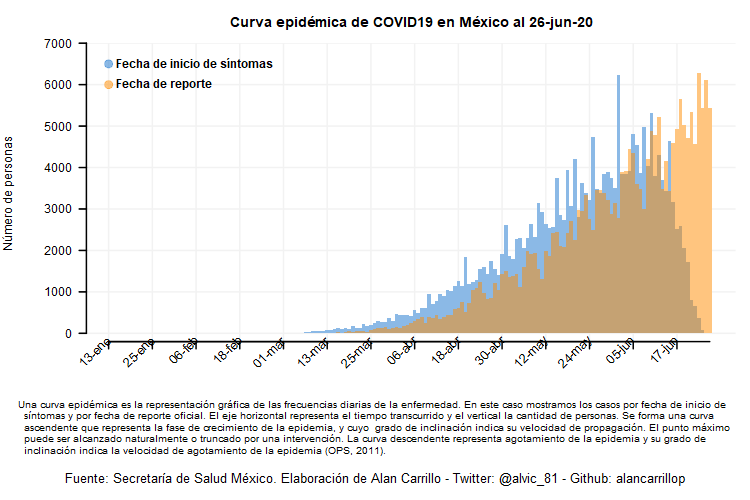 Curva epidémica de COVID19 en México al 26-jun-20
7000
Fecha de inicio de síntomas
6000
Fecha de reporte
5000
4000
3000
2000
1000
0
Número de personas
13-ene
25-ene
06-feb
18-feb
01-mar
13-mar
25-mar
06-abr
18-abr
30-abr
12-may
24-may
05-jun
17-jun
Una curva epidémica es la representación gráfica de las frecuencias diarias de la enfermedad. En este caso mostramos los casos por fecha de inicio de
síntomas y por fecha de reporte oficial. El eje horizontal representa el tiempo transcurrido y el vertical la cantidad de personas. Se forma una curva
ascendente que representa la fase de crecimiento de la epidemia, y cuyo grado de inclinación indica su velocidad de propagación. El punto máximo
puede ser alcanzado naturalmente o truncado por una intervención. La curva descendente representa agotamiento de la epidemia y su grado de
inclinación indica la velocidad de agotamiento de la epidemia (OPS, 2011).
Fuente: Secretaría de Salud México. Elaboración de Alan Carrillo - Twitter: @alvic_81 - Github: alancarrillop